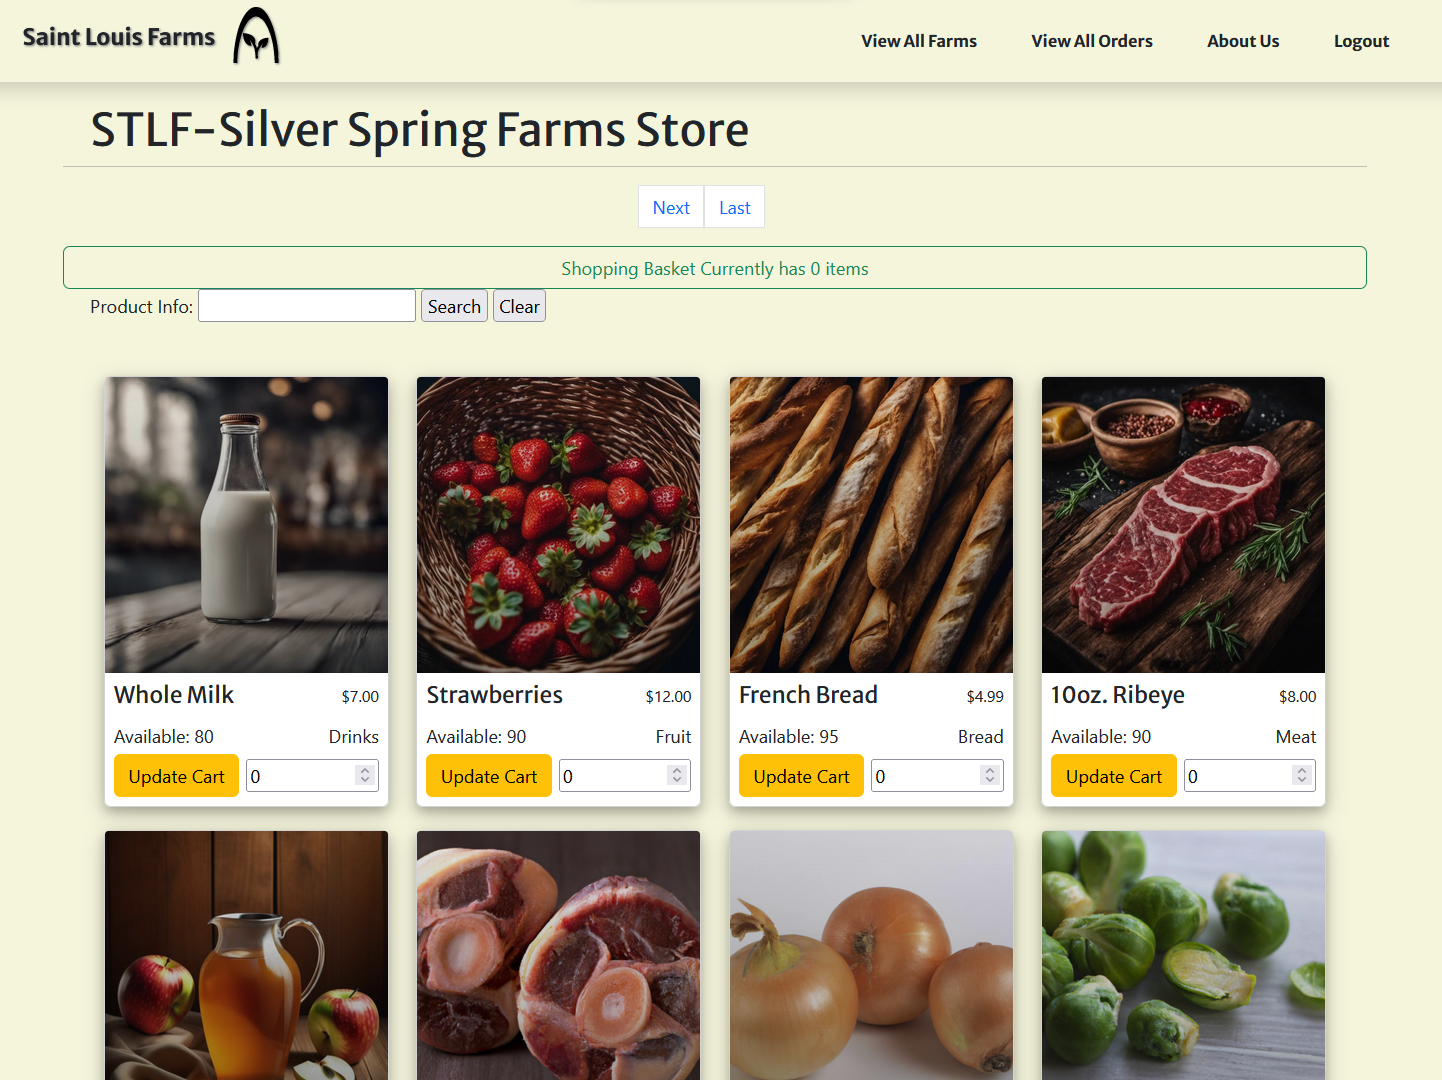 Saint Louis Farms
View All Farms View All Orders About Us Logout
STLF-Silver Spring Farms Store
Next Last
Shopping Basket Currently has 0 items
Product Info: Search Clear
Whole Milk $7.00
Available: 80 Drinks
Update Cart 0
Strawberries $12.00
Available: 90 Fruit
Update Cart 0
French Bread $4.99
Available: 95 Bread
Update Cart 0
10oz. Ribeye $8.00
Available: 90 Meat
Update Cart 0